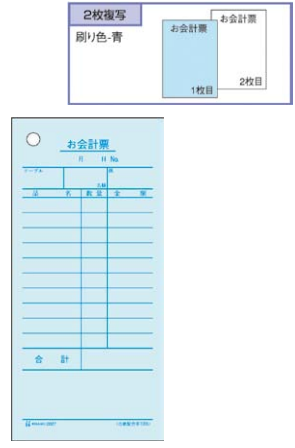 2枚複写
刷り色-青
お会計票
お会計票
1枚目
2枚目
お会計票
月 日 No.
テーブル 係
名様
品 名 数量 金 額
合 計